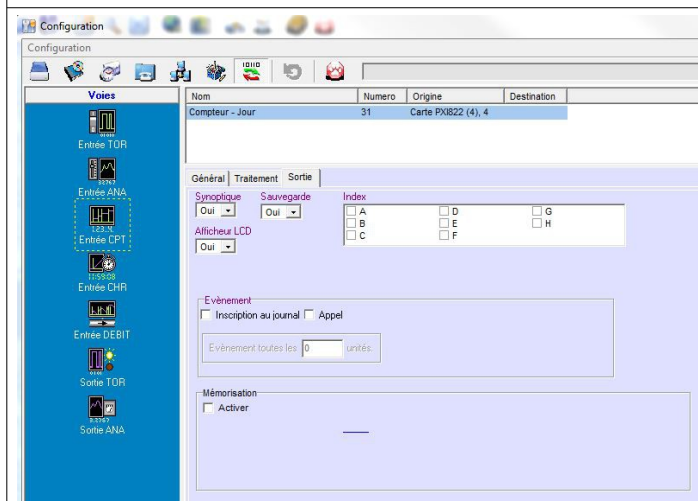 Configuration
Configuration
Voies
Entrée TOR
Entrée ANA
Entrée CPT
Entrée CHR
Entrée DEBIT
Sortie TOR
Sortie ANA
Nom Numero Origine Destination
Compteur - Jour 31 Carte PXI822 (4), 4
Général Traitement Sortie
Synoptique Sauvegarde Index
Oui Oui A D G
B E H
Afficheur LCD C F
Oui
Evènement
Inscription au journal Appel
Evènement toutes les 0 unités
Mémorisation
Activer